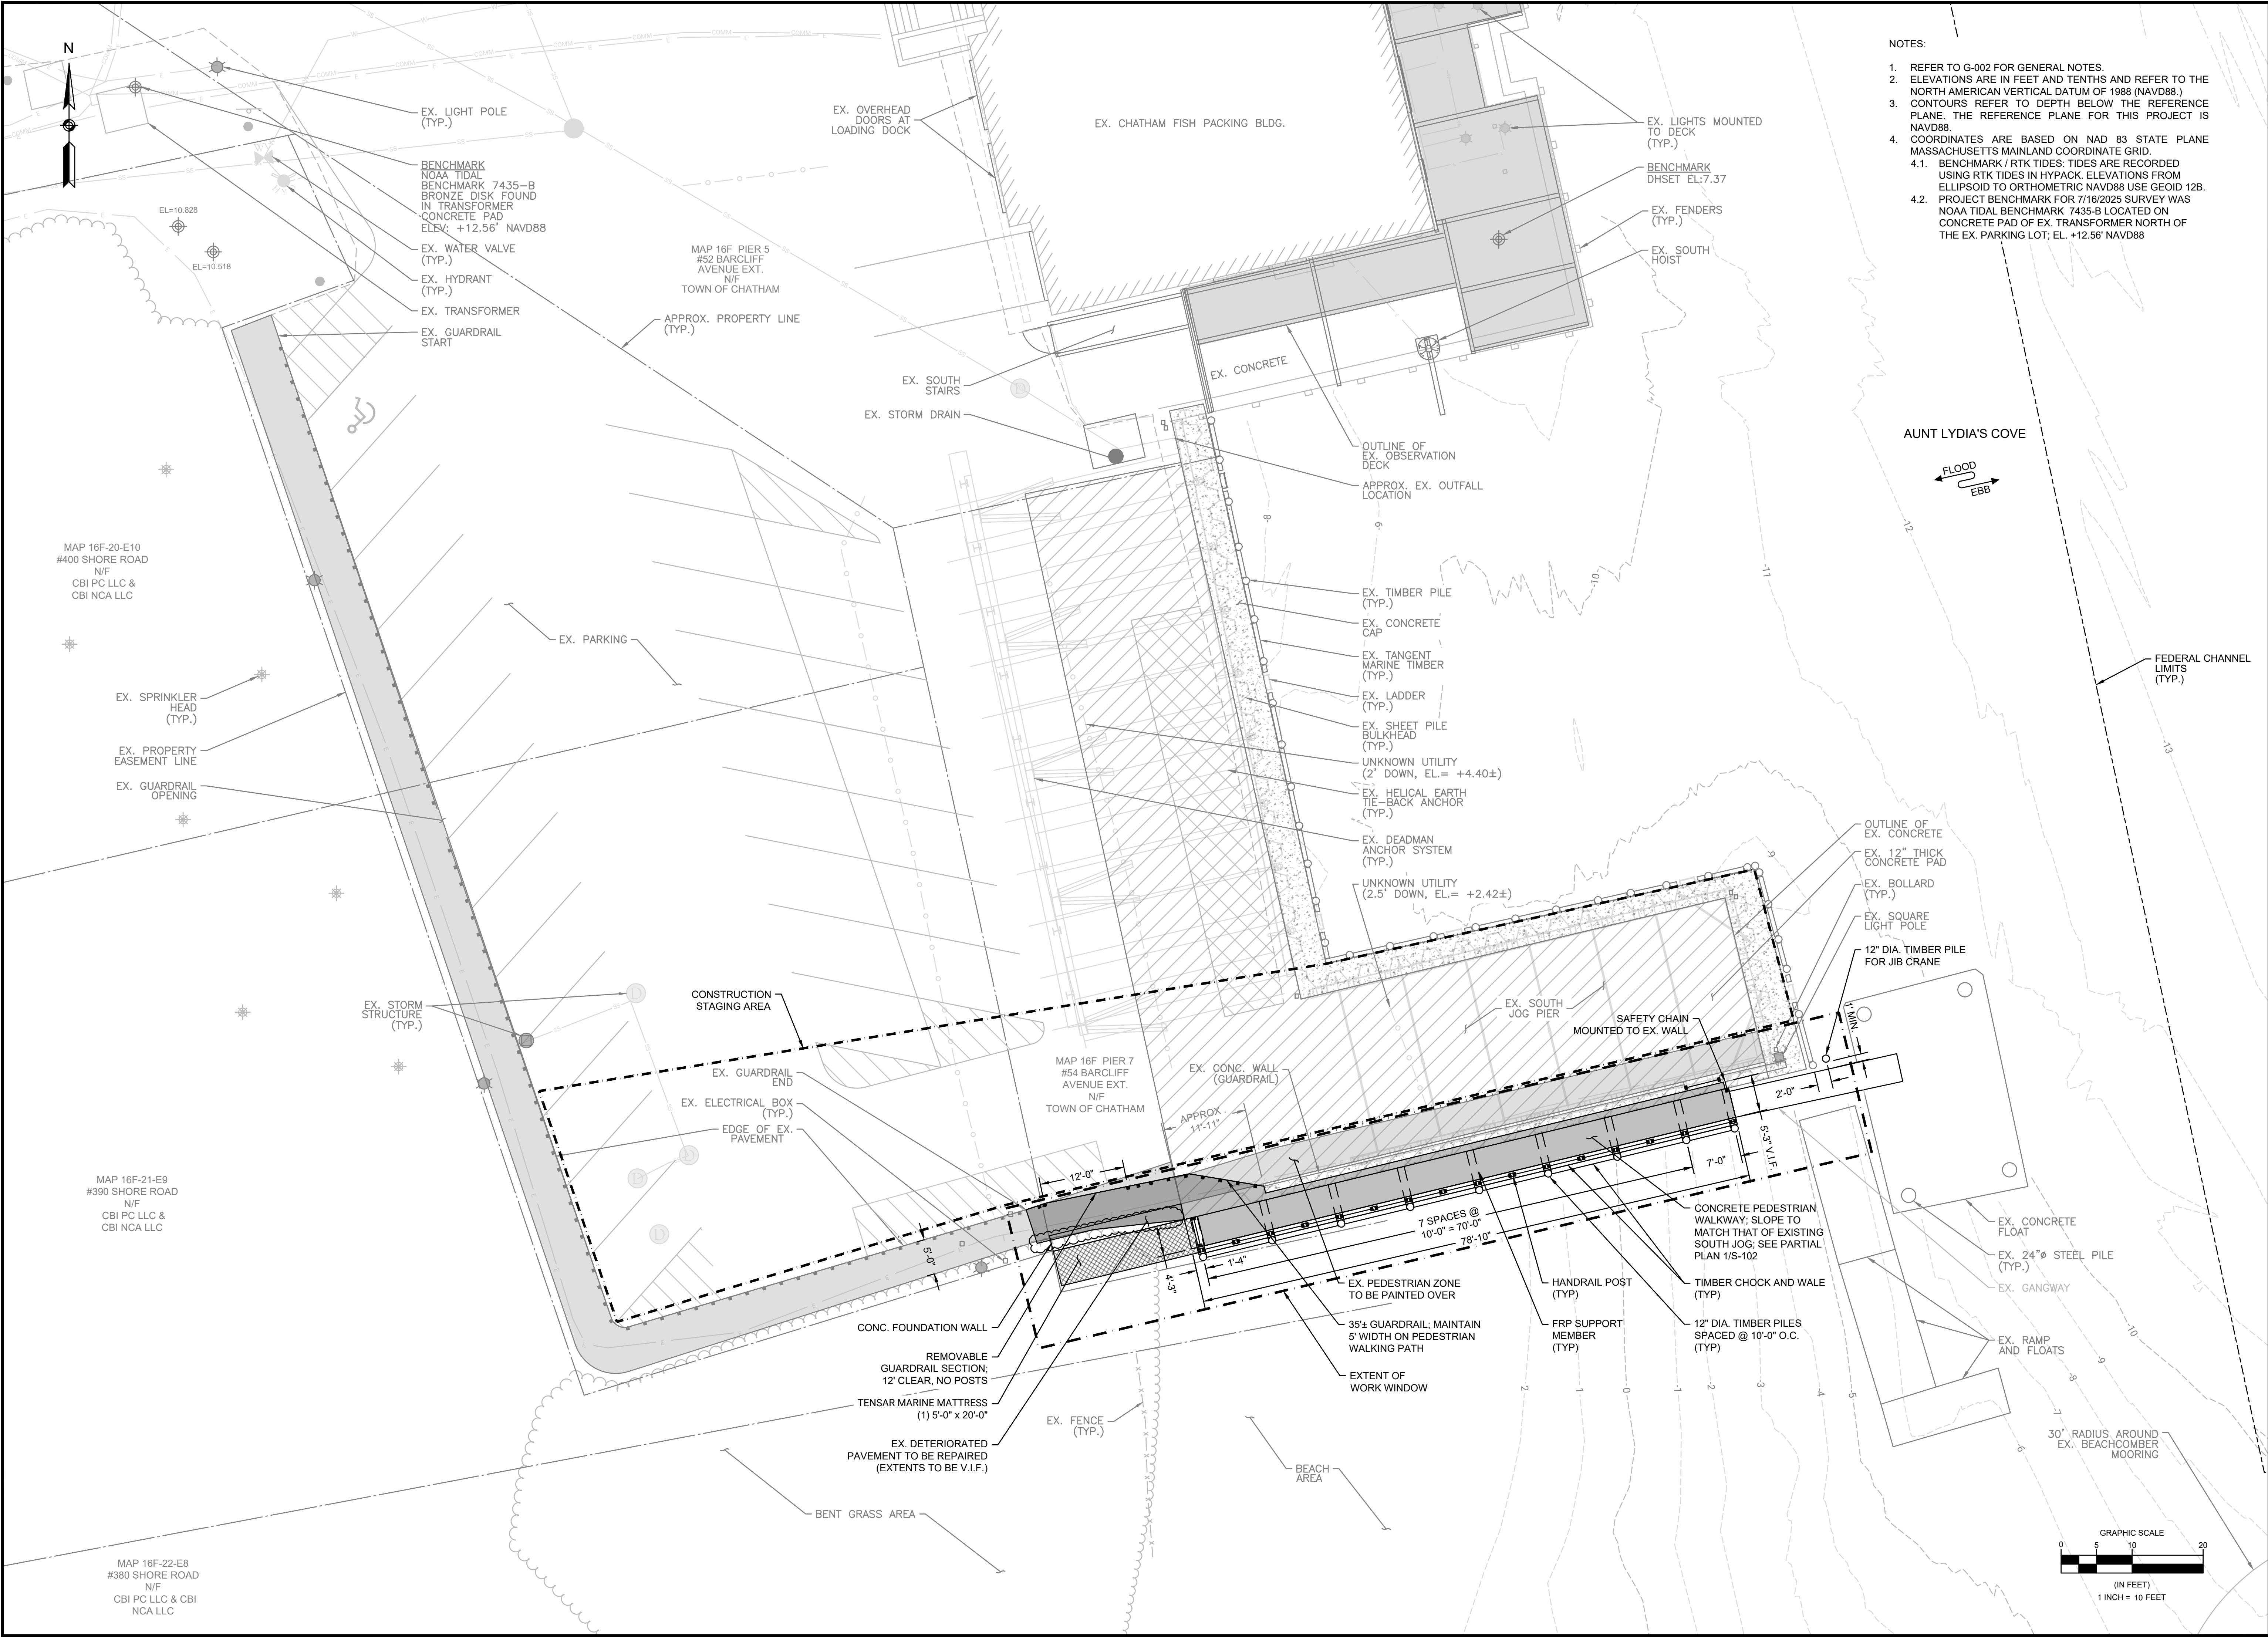 N
EX. LIGHT POLE
(TYP.)
BENCHMARK
NOAA TIDAL
BENCHMARK 7435-B
BRONZE DISK FOUND
IN TRANSFORMER
CONCRETE PAD
ELEV: +12.56' NAVD88
EX. WATER VALVE
(TYP.)
EX. HYDRANT
(TYP.)
EX. TRANSFORMER
EX. GUARDRAIL
START
EL=10.828
EL=10.518
COMM
COMM
COMM
COMM
EX. OVERHEAD
DOORS AT
LOADING DOCK
EX. CHATHAM FISH PACKING BLDG.
MAP 16F PIER 5
#52 BARCLIFF
AVENUE EXT.
N/F
TOWN OF CHATHAM
APPROX. PROPERTY LINE
(TYP.)
EX. SOUTH
STAIRS
EX. STORM DRAIN
EX. CONCRETE
EX. LIGHTS MOUNTED
TO DECK
(TYP.)
BENCHMARK
DHSET EL:7.37
EX. FENDERS
(TYP.)
EX. SOUTH
HOIST
NOTES:
1. REFER TO G-002 FOR GENERAL NOTES.
2. ELEVATIONS ARE IN FEET AND TENTHS AND REFER TO THE
NORTH AMERICAN VERTICAL DATUM OF 1988 (NAVD88.)
3. CONTOURS REFER TO DEPTH BELOW THE REFERENCE
PLANE. THE REFERENCE PLANE FOR THIS PROJECT IS
NAVD88.
4. COORDINATES ARE BASED ON NAD 83 STATE PLANE
MASSACHUSETTS MAINLAND COORDINATE GRID.
4.1. BENCHMARK / RTK TIDES: TIDES ARE RECORDED
USING RTK TIDES IN HYPACK. ELEVATIONS FROM
ELLIPSOID TO ORTHOMETRIC NAVD88 USE GEOID 12B.
4.2. PROJECT BENCHMARK FOR 7/16/2025 SURVEY WAS
NOAA TIDAL BENCHMARK 7435-B LOCATED ON
CONCRETE PAD OF EX. TRANSFORMER NORTH OF
THE EX. PARKING LOT; EL. +12.56' NAVD88
AUNT LYDIA'S COVE
FLOOD
EBB
FEDERAL CHANNEL
LIMITS
(TYP.)
OUTLINE OF
EX. OBSERVATION
DECK
APPROX. EX. OUTFALL
LOCATION
EX. TIMBER PILE
(TYP.)
EX. CONCRETE
CAP
EX. TANGENT
MARINE TIMBER
(TYP.)
EX. LADDER
(TYP.)
EX. SHEET PILE
BULKHEAD
(TYP.)
UNKNOWN UTILITY
(2' DOWN, EL.= +4.40±)
EX. HELICAL EARTH
TIE-BACK ANCHOR
(TYP.)
EX. DEADMAN
ANCHOR SYSTEM
(TYP.)
UNKNOWN UTILITY
(2.5' DOWN, EL.= +2.42±)
MAP 16F-20-E10
#400 SHORE ROAD
N/F
CBI PC LLC &
CBI NCA LLC
EX. PARKING
EX. SPRINKLER
HEAD
(TYP.)
EX. PROPERTY
EASEMENT LINE
EX. GUARDRAIL
OPENING
EX. STORM
STRUCTURE
(TYP.)
CONSTRUCTION
STAGING AREA
EX. GUARDRAIL
END
EX. ELECTRICAL BOX
(TYP.)
EDGE OF EX.
PAVEMENT
MAP 16F PIER 7
#54 BARCLIFF
AVENUE EXT.
N/F
TOWN OF CHATHAM
EX. CONC. WALL
(GUARDRAIL)
APPROX
11'-11"
EX. SOUTH
JOG PIER
SAFETY CHAIN
MOUNTED TO EX. WALL
OUTLINE OF
EX. CONCRETE
EX. 12" THICK
CONCRETE PAD
EX. BOLLARD
(TYP.)
EX. SQUARE
LIGHT POLE
12" DIA. TIMBER PILE
FOR JIB CRANE
1' MIN.
2'-0"
5'-3" V.I.F.
7'-0"
12'-0"
5'-0"
4'-3"
1'-4"
7 SPACES @
10'-0" = 70'-0"
78'-10"
MAP 16F-21-E9
#390 SHORE ROAD
N/F
CBI PC LLC &
CBI NCA LLC
CONC. FOUNDATION WALL
REMOVABLE
GUARDRAIL SECTION;
12' CLEAR, NO POSTS
TENSAR MARINE MATTRESS
(1) 5'-0" x 20'-0"
EX. DETERIORATED
PAVEMENT TO BE REPAIRED
(EXTENTS TO BE V.I.F.)
EX. PEDESTRIAN ZONE
TO BE PAINTED OVER
35'± GUARDRAIL; MAINTAIN
5' WIDTH ON PEDESTRIAN
WALKING PATH
EXTENT OF
WORK WINDOW
HANDRAIL POST
(TYP)
FRP SUPPORT
MEMBER
(TYP)
CONCRETE PEDESTRIAN
WALKWAY; SLOPE TO
MATCH THAT OF EXISTING
SOUTH JOG; SEE PARTIAL
PLAN 1/S-102
TIMBER CHOCK AND WALE
(TYP)
12" DIA. TIMBER PILES
SPACED @ 10'-0" O.C.
(TYP)
EX. CONCRETE
FLOAT
EX. 24"ø STEEL PILE
(TYP.)
EX. GANGWAY
EX. RAMP
AND FLOATS
30' RADIUS AROUND
EX. BEACHCOMBER
MOORING
EX. FENCE
(TYP.)
BEACH
AREA
BENT GRASS AREA
MAP 16F-22-E8
#380 SHORE ROAD
N/F
CBI PC LLC & CBI
NCA LLC
-8
-9
-10
-11
-12
-13
2
1
0
-1
-2
-3
-4
-5
-6
-7
-8
-9
-10
GRAPHIC SCALE
0 5 10 20
(IN FEET)
1 INCH = 10 FEET